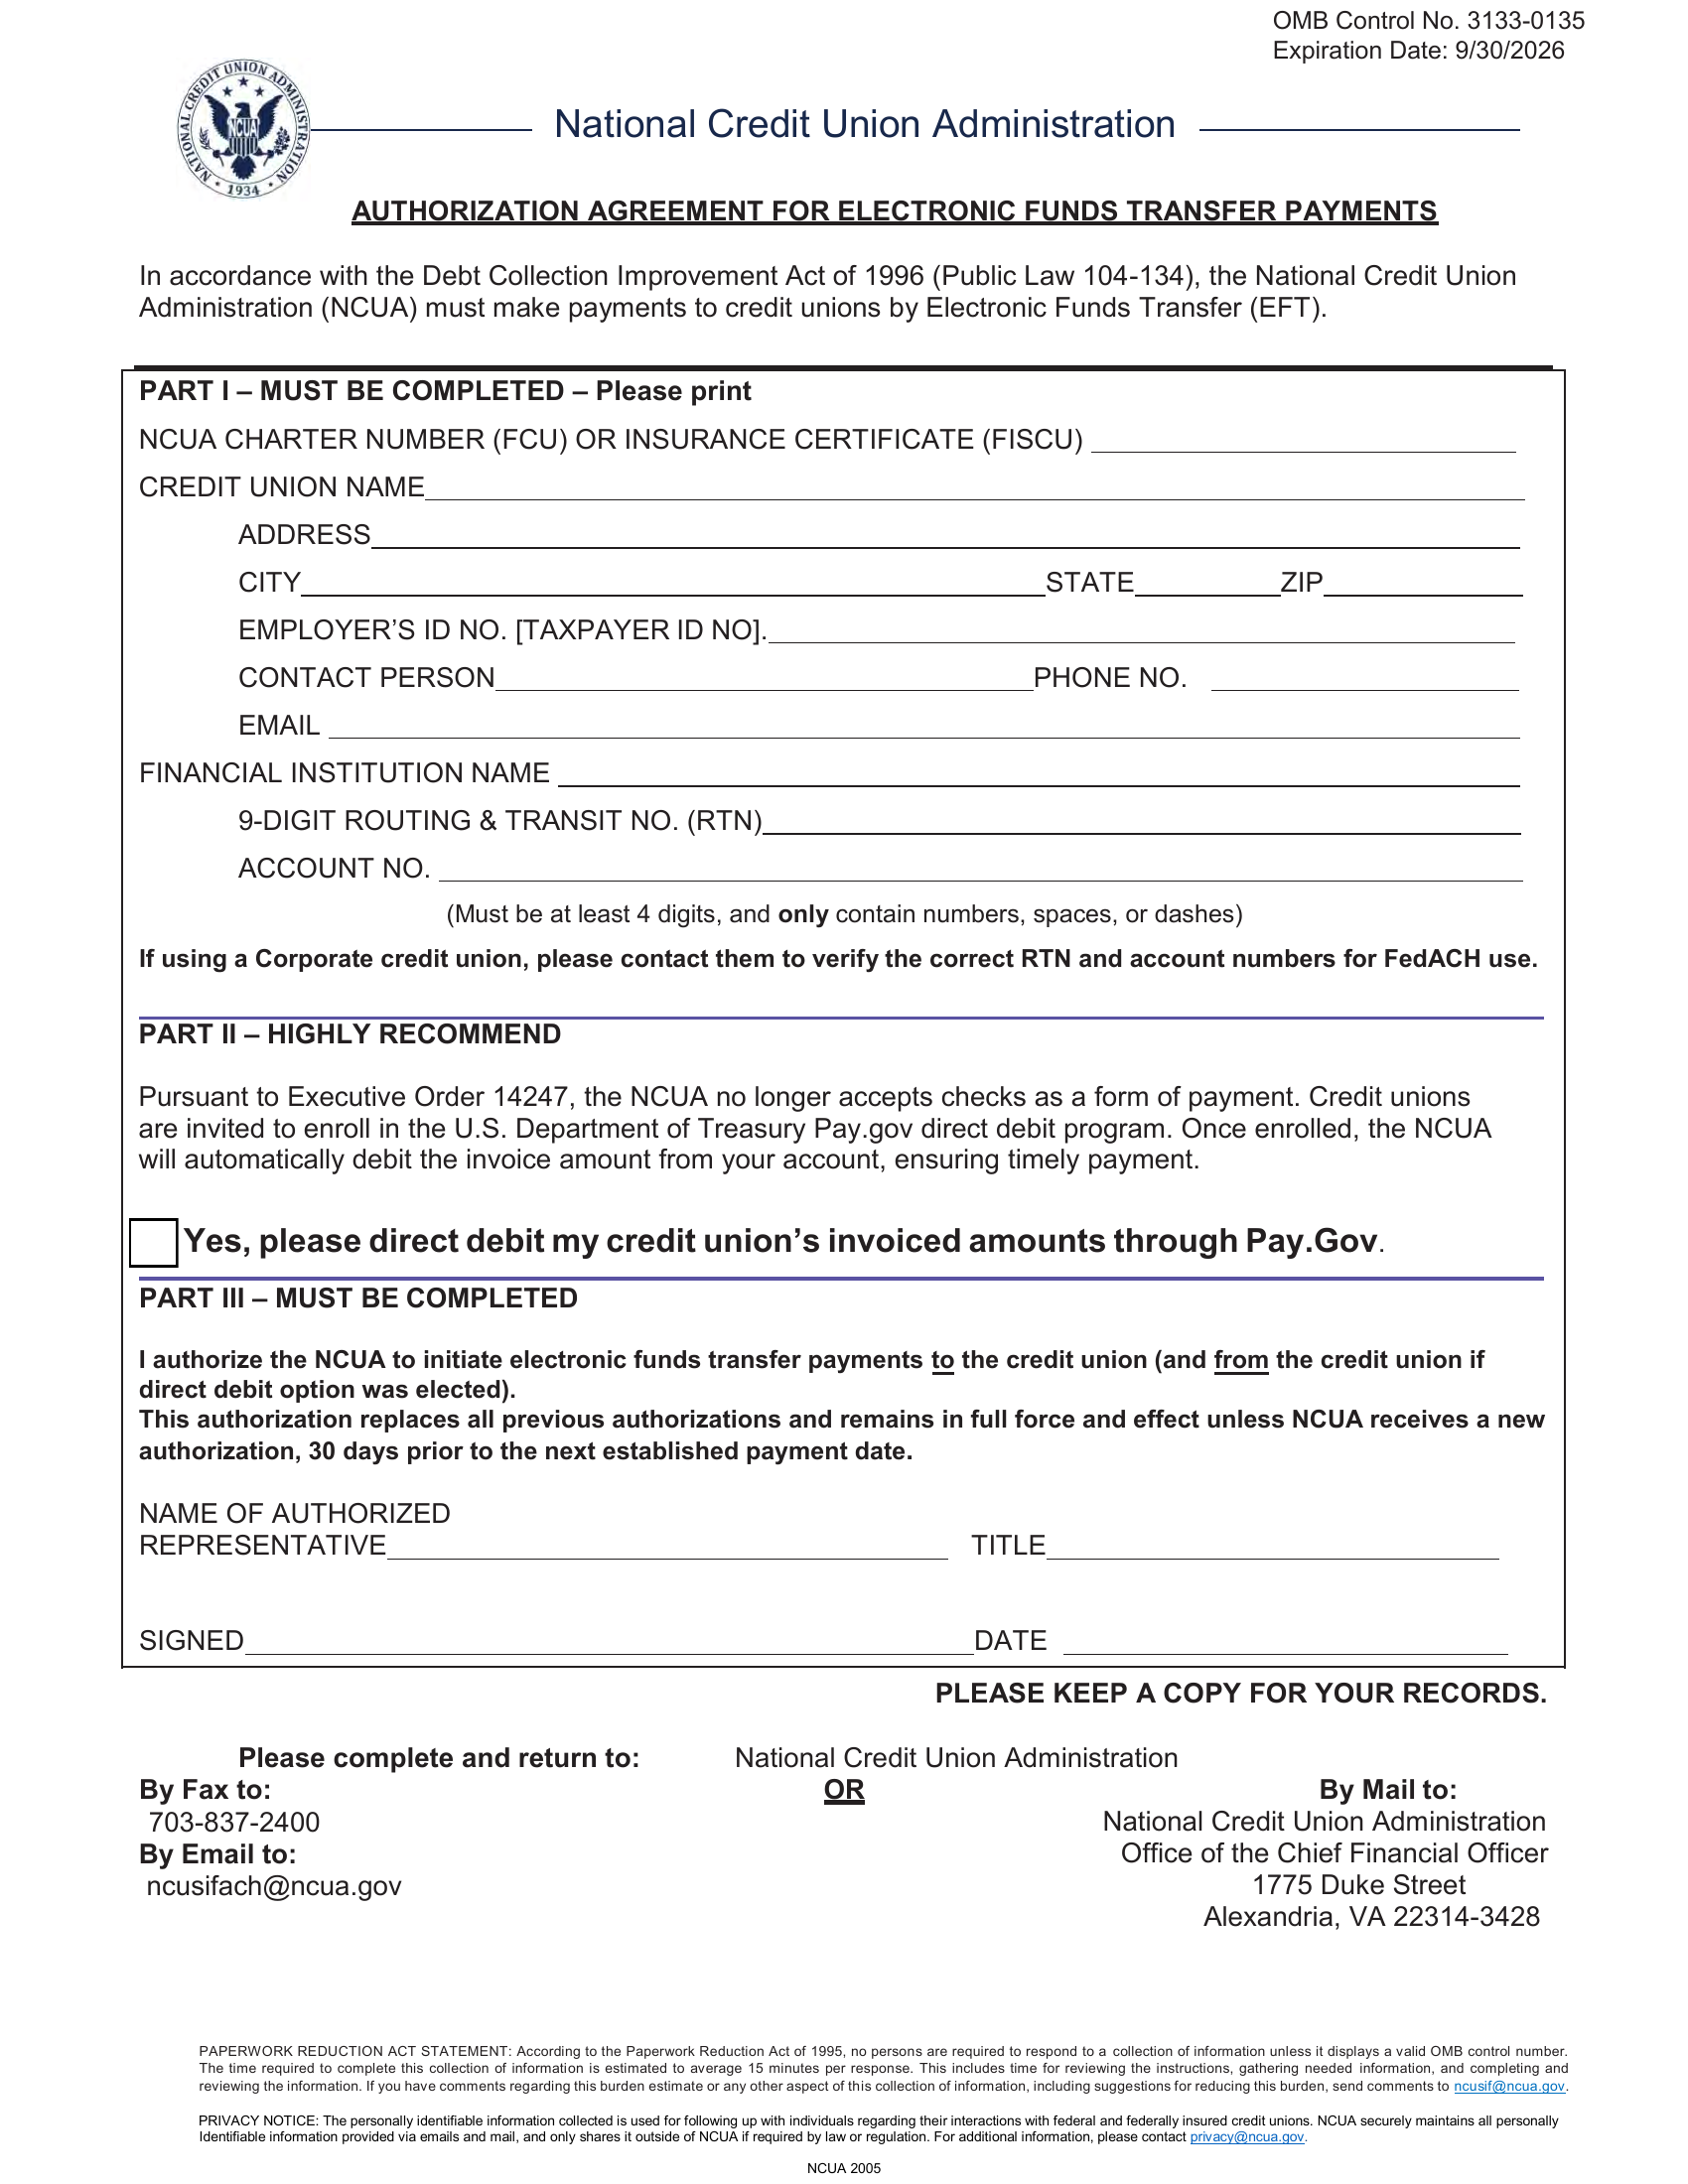 OMB Control No. 3133-0135
Expiration Date: 9/30/2026
NATIONAL CREDIT UNION ADMINISTRATION
NCUA
1934
National Credit Union Administration
AUTHORIZATION AGREEMENT FOR ELECTRONIC FUNDS TRANSFER PAYMENTS
In accordance with the Debt Collection Improvement Act of 1996 (Public Law 104-134), the National Credit Union
Administration (NCUA) must make payments to credit unions by Electronic Funds Transfer (EFT).
PART I – MUST BE COMPLETED – Please print
NCUA CHARTER NUMBER (FCU) OR INSURANCE CERTIFICATE (FISCU)
CREDIT UNION NAME
ADDRESS
CITY STATE ZIP
EMPLOYER’S ID NO. [TAXPAYER ID NO].
CONTACT PERSON PHONE NO.
EMAIL
FINANCIAL INSTITUTION NAME
9-DIGIT ROUTING & TRANSIT NO. (RTN)
ACCOUNT NO.
(Must be at least 4 digits, and only contain numbers, spaces, or dashes)
If using a Corporate credit union, please contact them to verify the correct RTN and account numbers for FedACH use.
PART II – HIGHLY RECOMMEND
Pursuant to Executive Order 14247, the NCUA no longer accepts checks as a form of payment. Credit unions
are invited to enroll in the U.S. Department of Treasury Pay.gov direct debit program. Once enrolled, the NCUA
will automatically debit the invoice amount from your account, ensuring timely payment.
Yes, please direct debit my credit union’s invoiced amounts through Pay.Gov.
PART III – MUST BE COMPLETED
I authorize the NCUA to initiate electronic funds transfer payments to the credit union (and from the credit union if
direct debit option was elected).
This authorization replaces all previous authorizations and remains in full force and effect unless NCUA receives a new
authorization, 30 days prior to the next established payment date.
NAME OF AUTHORIZED
REPRESENTATIVE TITLE
SIGNED DATE
PLEASE KEEP A COPY FOR YOUR RECORDS.
Please complete and return to: National Credit Union Administration
By Fax to: OR By Mail to:
703-837-2400 National Credit Union Administration
By Email to: Office of the Chief Financial Officer
ncusifach@ncua.gov 1775 Duke Street
Alexandria, VA 22314-3428
PAPERWORK REDUCTION ACT STATEMENT: According to the Paperwork Reduction Act of 1995, no persons are required to respond to a collection of information unless it displays a valid OMB control number.
The time required to complete this collection of information is estimated to average 15 minutes per response. This includes time for reviewing the instructions, gathering needed information, and completing and
reviewing the information. If you have comments regarding this burden estimate or any other aspect of this collection of information, including suggestions for reducing this burden, send comments to ncusif@ncua.gov.
PRIVACY NOTICE: The personally identifiable information collected is used for following up with individuals regarding their interactions with federal and federally insured credit unions. NCUA securely maintains all personally
Identifiable information provided via emails and mail, and only shares it outside of NCUA if required by law or regulation. For additional information, please contact privacy@ncua.gov.
NCUA 2005